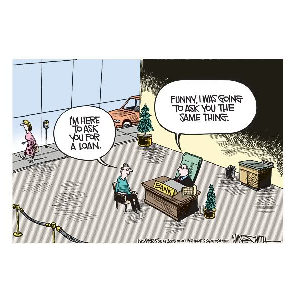 I'M HERE
TO ASK
YOU FOR
A LOAN.
FUNNY, I WAS GOING
TO ASK YOU THE
SAME THING.
BANK